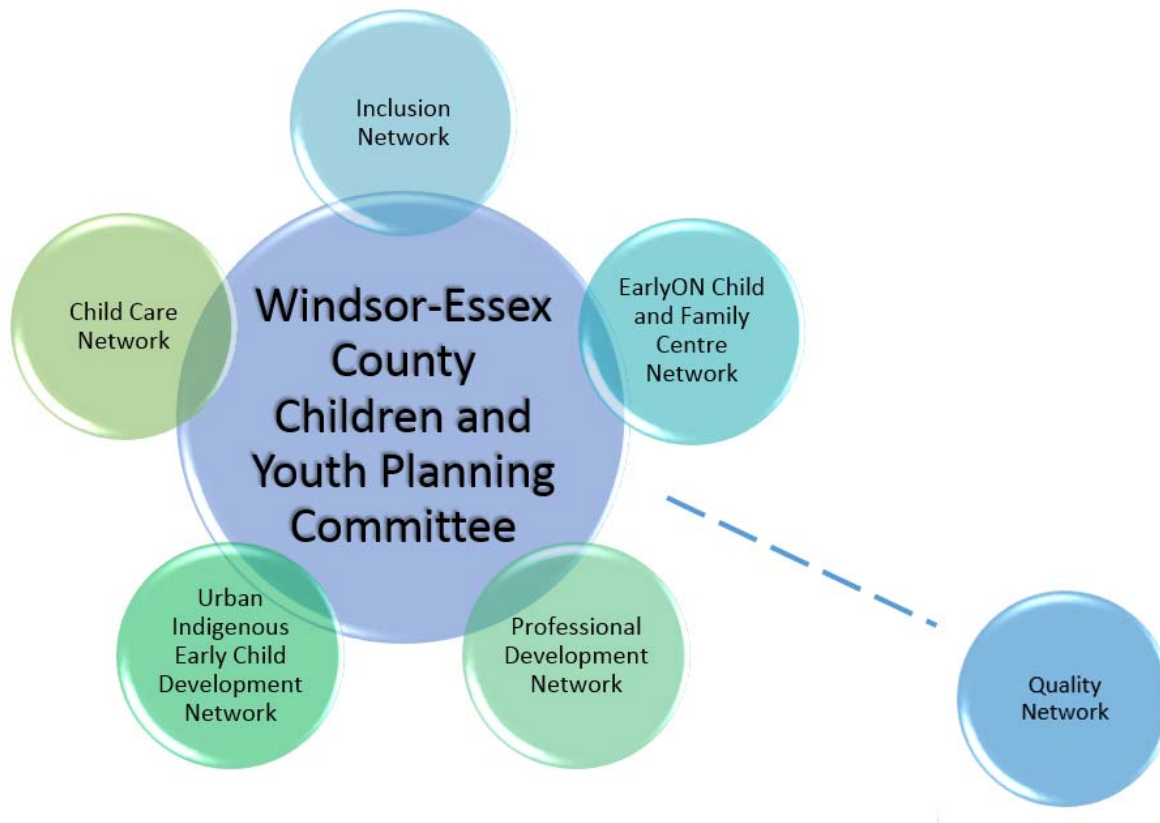 Inclusion
Network
Child Care
Network
Windsor-Essex
County
Children and
Youth Planning
Committee
EarlyON Child
and Family
Centre
Network
Urban
Indigenous
Early Child
Development
Network
Professional
Development
Network
Quality
Network